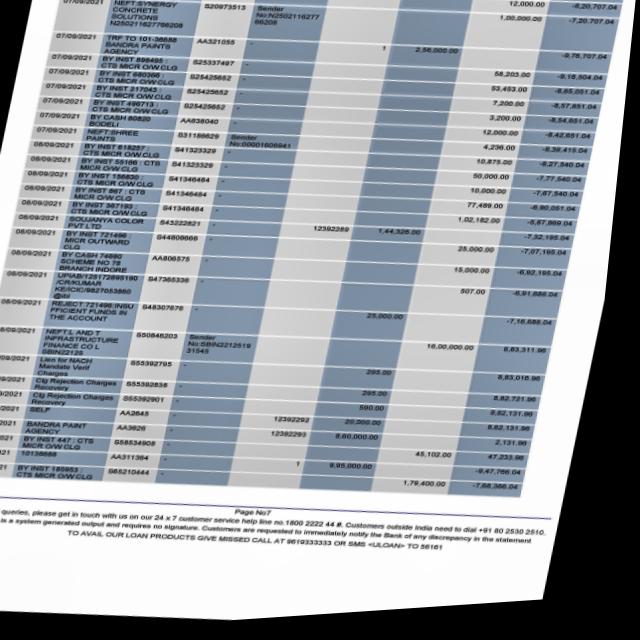 07/09/2021 NEFT:SYNERGY S20973513 Sender 12,000.00 -8,20,707.04
CONCRETE No:N2502116277 1,00,000.00 -7,20,707.04
SOLUTIONS 66208
N250211627766208
07/09/2021 TRF TO 101-36688 AA321055 - 1 2,56,000.00 -9,76,707.04
BANDRA PAINTS
AGENCY
07/09/2021 BY INST 898495 : S25337497 - 58,203.00 -9,18,504.04
CTS MICR O/W CLG
07/09/2021 BY INST 660366 : S25425652 - 53,453.00 -8,65,051.04
CTS MICR O/W CLG
07/09/2021 BY INST 217043 : S25425652 - 7,200.00 -8,57,851.04
CTS MICR O/W CLG
07/09/2021 BY INST 496713 : S25425652 - 3,200.00 -8,54,651.04
CTS MICR O/W CLG
07/09/2021 BY CASH 60820 AA638040 - 12,000.00 -8,42,651.04
BODELI
07/09/2021 NEFT:SHREE S31186629 Sender 4,236.00 -8,38,415.04
PAINTS No:00001606941
08/09/2021 BY INST 618257 : S41325329 - 10,875.00 -8,27,540.04
CTS MICR O/W CLG
08/09/2021 BY INST 55166 : CTS S41325329 - 50,000.00 -7,77,540.04
MICR O/W CLG
08/09/2021 BY INST 156830 : S41346484 - 10,000.00 -7,67,540.04
CTS MICR O/W CLG
08/09/2021 BY INST 867 : CTS S41346484 - 77,489.00 -6,90,051.04
MICR O/W CLG
08/09/2021 BY INST 367193 : S41346484 - 1,02,182.00 -5,87,869.04
CTS MICR O/W CLG
08/09/2021 SOUJANYA COLOR S43222821 - 12392289 1,44,326.00 -7,32,195.04
PVT LTD
08/09/2021 BY INST 721496 S44808666 - 25,000.00 -7,07,195.04
MICR OUTWARD
CLG
08/09/2021 BY CASH 74680 AA806575 - 15,000.00 -6,92,195.04
SCHEME NO 78
BRANCH INDORE
08/09/2021 UPIAB/125172895190 S47365336 - 507.00 -6,91,688.04
/CR/KUMAR
KE/ICIC/9827053860
@ibl
08/09/2021 REJECT:721496:INSU S48307676 - 25,000.00 -7,16,688.04
FFICIENT FUNDS IN
THE ACCOUNT
08/09/2021 NEFT:L AND T S50846203 Sender 16,00,000.00 8,83,311.96
INFRASTRUCTURE No:SBIN2212519
FINANCE CO L 31545
SBIN22125
09/2021 Lien for NACH S55392795 - 295.00 8,83,016.96
Mandate Verif
Charges
09/2021 Clg Rejection Charges S55392838 - 295.00 8,82,721.96
Recovery
09/2021 Clg Rejection Charges S55392901 - 590.00 8,82,131.96
Recovery
2021 SELF AA2645 - 12392292 20,000.00 8,62,131.96
2021 BANDRA PAINT AA3626 - 12392293 8,60,000.00 2,131.96
AGENCY
2021 BY INST 447 : CTS S58534908 - 45,102.00 47,233.96
MICR O/W CLG
021 10136688 AA311364 - 1 9,95,000.00 -9,47,766.04
21 BY INST 185953 : S65210444 - 1,79,400.00 -7,68,366.04
CTS MICR O/W CLG
Page No7
queries, please get in touch with us on our 24 x 7 customer service help line no.1800 2222 44 #. Customers outside India need to dial +91 80 2530 2510.
is a system generated output and requires no signature. Customers are requested to immediately notify the Bank of any discrepancy in the statement
TO AVAIL OUR LOAN PRODUCTS GIVE MISSED CALL AT 9619333333 OR SMS <ULOAN> TO 56161